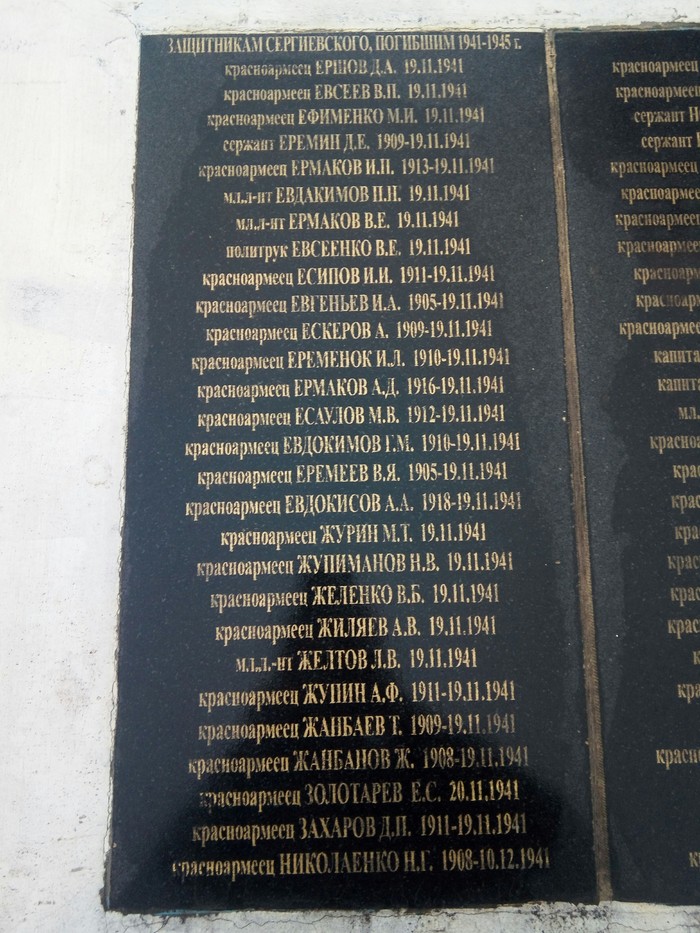 ЗАЩИТНИКАМ СЕРГИЕВСКОГО, ПОГИБШИМ 1941-1945 г.
красноармеец ЕРШОВ Д.А. 19.11.1941
красноармеец ЕВСЕЕВ В.П. 19.11.1941
красноармеец ЕФИМЕНКО М.И. 19.11.1941
сержант ЕРЕМИН Д.Е. 1909-19.11.1941
красноармеец ЕРМАКОВ И.П. 1913-19.11.1941
мл.л-нт ЕВДАКИМОВ П.П. 19.11.1941
мл.л-нт ЕРМАКОВ В.Е. 19.11.1941
политрук ЕВСЕЕНКО В.Е. 19.11.1941
красноармеец ЕСИПОВ И.И. 1911-19.11.1941
красноармеец ЕВГЕНЬЕВ И.А. 1905-19.11.1941
красноармеец ЕСКЕРОВ А. 1909-19.11.1941
красноармеец ЕРЕМЕНОК И.Л. 1910-19.11.1941
красноармеец ЕРМАКОВ А.Д. 1916-19.11.1941
красноармеец ЕСАУЛОВ М.В. 1912-19.11.1941
красноармеец ЕВДОКИМОВ Г.М. 1910-19.11.1941
красноармеец ЕРЕМЕЕВ В.Я. 1905-19.11.1941
красноармеец ЕВДОКИСОВ А.А. 1918-19.11.1941
красноармеец ЖУРИН М.Т. 19.11.1941
красноармеец ЖУПИМАНОВ Н.В. 19.11.1941
красноармеец ЖЕЛЕНКО В.Б. 19.11.1941
красноармеец ЖИЛЯЕВ А.В. 19.11.1941
мл.л.-нт ЖЕЛТОВ Л.В. 19.11.1941
красноармеец ЖУПИН А.Ф. 1911-19.11.1941
красноармеец ЖАНБАЕВ Т. 1909-19.11.1941
красноармеец ЖАНБАНОВ Ж. 1908-19.11.1941
красноармеец ЗОЛОТАРЕВ Е.С. 20.11.1941
красноармеец ЗАХАРОВ Д.П. 1911-19.11.1941
красноармеец НИКОЛАЕНКО Н.Г. 1908-10.12.1941
красноармеец
красноармеец
сержант
сержант
красноармеец